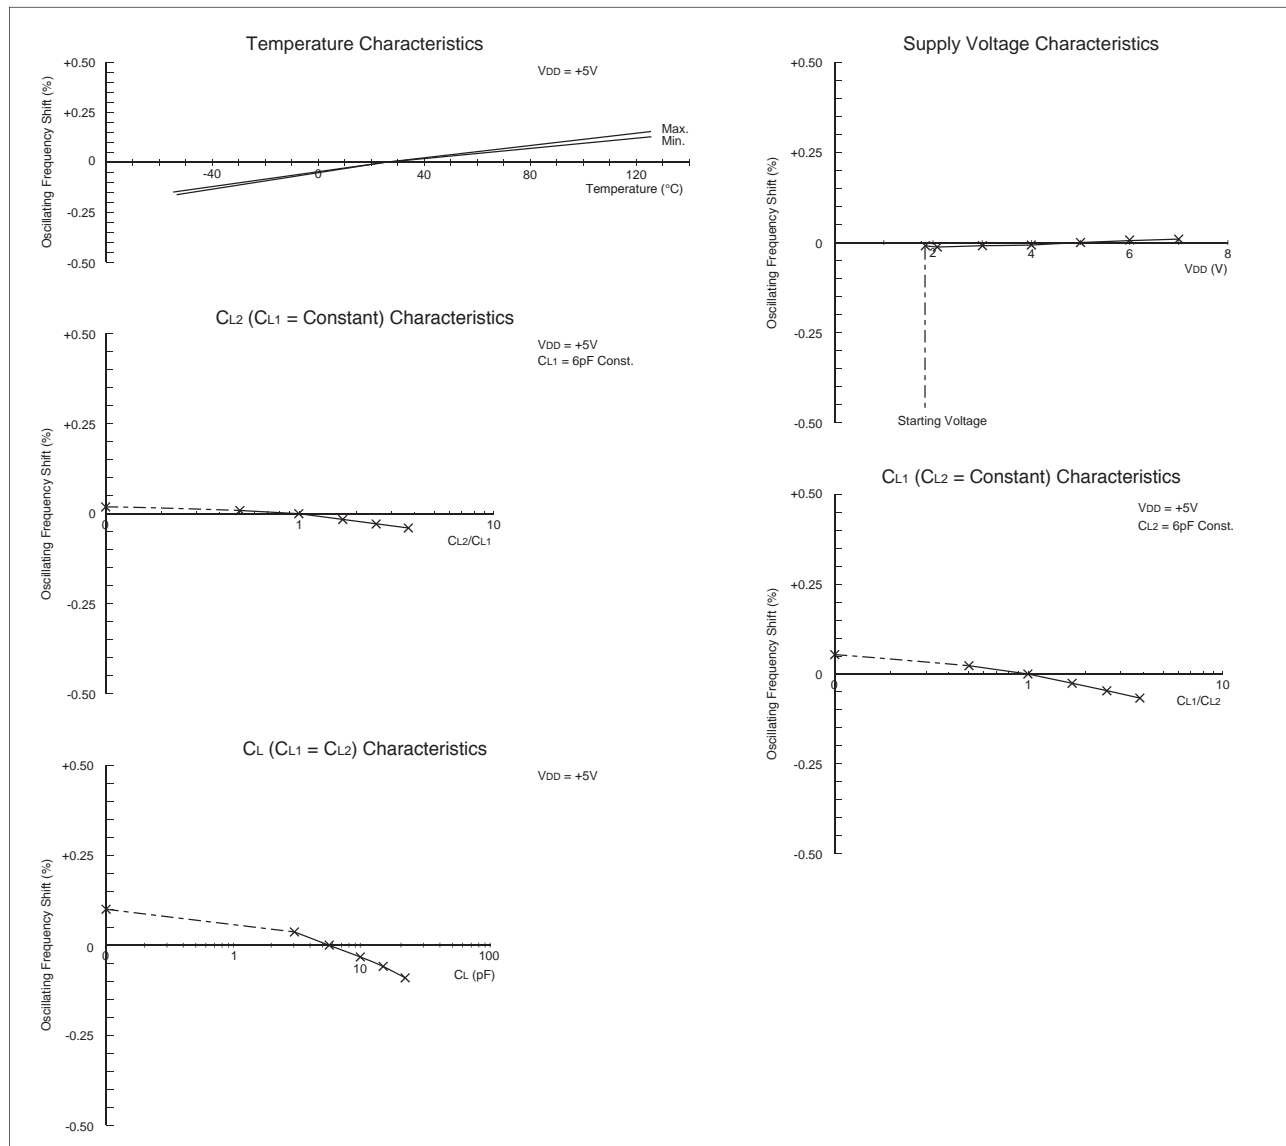 Temperature Characteristics
Oscillating Frequency Shift (%)
+0.50
+0.25
0
-0.25
-0.50
VDD = +5V
Max.
Min.
-40
0
40
80
120
Temperature (°C)
Supply Voltage Characteristics
Oscillating Frequency Shift (%)
+0.50
+0.25
0
-0.25
-0.50
2
4
6
8
VDD (V)
Starting Voltage
CL2 (CL1 = Constant) Characteristics
Oscillating Frequency Shift (%)
+0.50
+0.25
0
-0.25
-0.50
VDD = +5V
CL1 = 6pF Const.
0
1
10
CL2/CL1
CL1 (CL2 = Constant) Characteristics
Oscillating Frequency Shift (%)
+0.50
+0.25
0
-0.25
-0.50
VDD = +5V
CL2 = 6pF Const.
0
1
10
CL1/CL2
CL (CL1 = CL2) Characteristics
Oscillating Frequency Shift (%)
+0.50
+0.25
0
-0.25
-0.50
VDD = +5V
0
1
10
100
CL (pF)